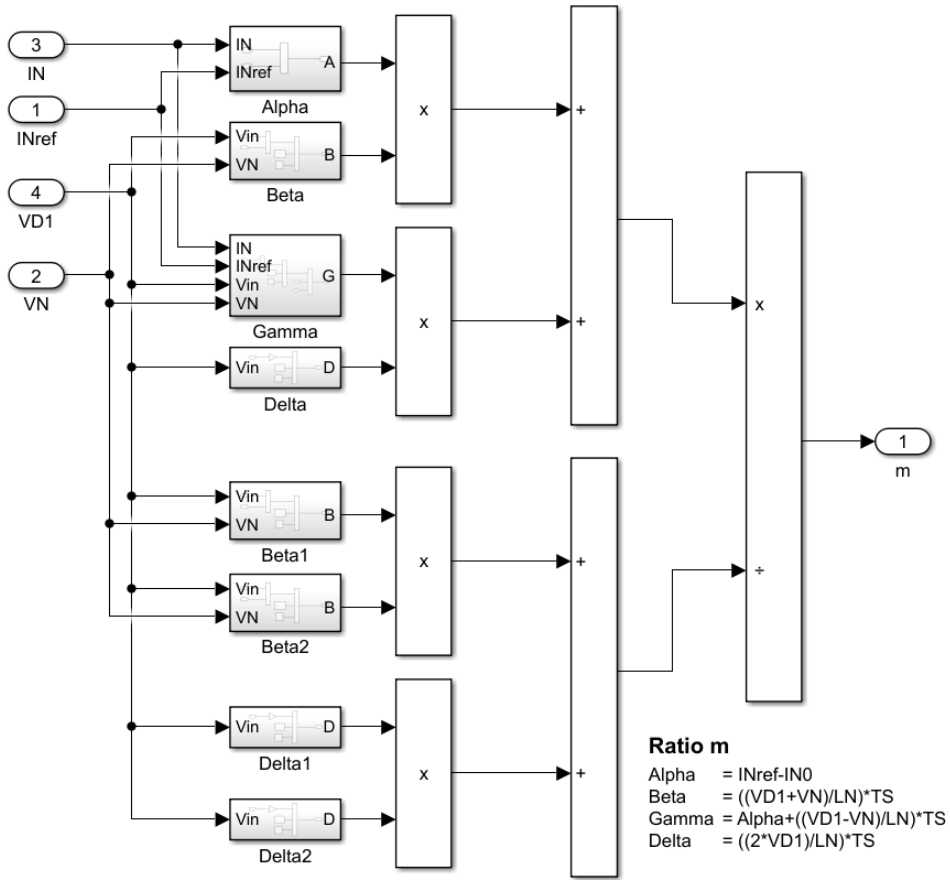 3
IN
1
INref
4
VD1
2
VN
IN
INref
A
Alpha
Vin
VN
B
Beta
x
IN
INref
Vin
VN
G
Gamma
Vin
D
Delta
x
+
+
Vin
VN
B
Beta1
Vin
VN
B
Beta2
x
Vin
D
Delta1
Vin
D
Delta2
x
+
+
x
÷
1
m
Ratio m
Alpha = INref-IN0
Beta = ((VD1+VN)/LN)*TS
Gamma = Alpha+((VD1-VN)/LN)*TS
Delta = ((2*VD1)/LN)*TS